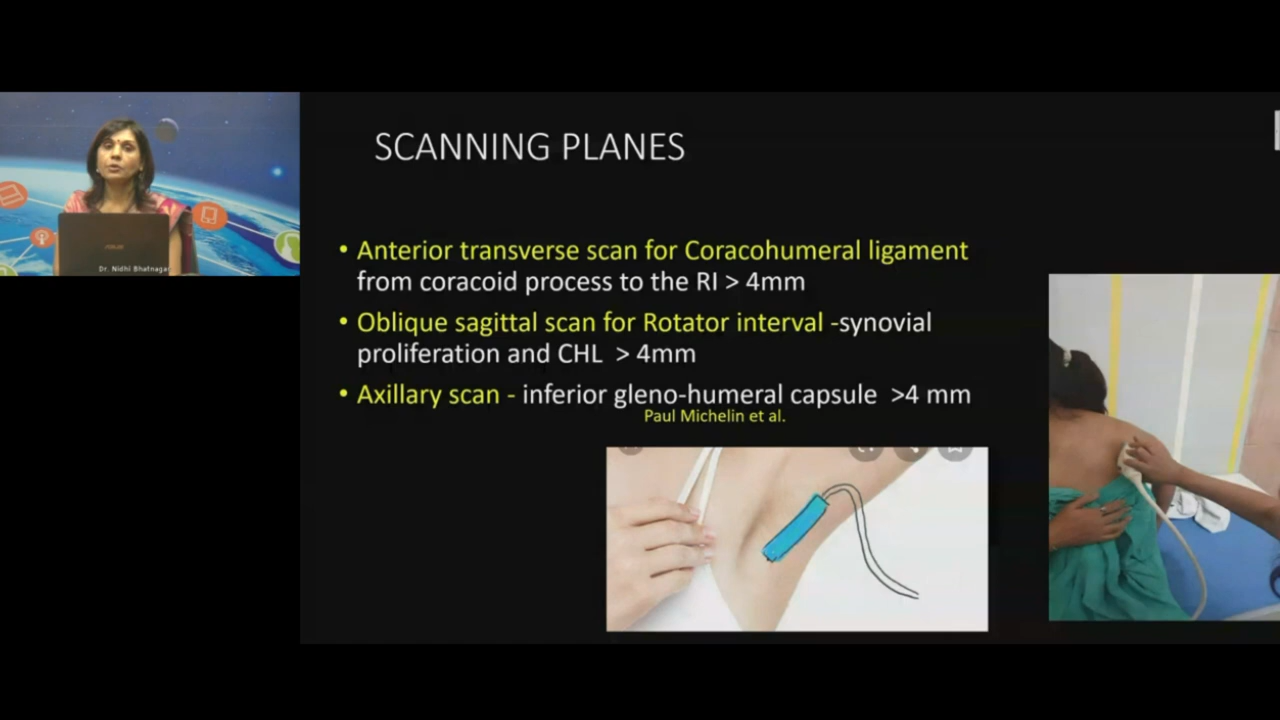 SCANNING PLANES
• Anterior transverse scan for Coracohumeral ligament
from coracoid process to the RI > 4mm
• Oblique sagittal scan for Rotator interval -synovial
proliferation and CHL > 4mm
• Axillary scan - inferior gleno-humeral capsule >4 mm
Paul Michelin et al.
ASUS
Dr. Nidhi Bhatnagar